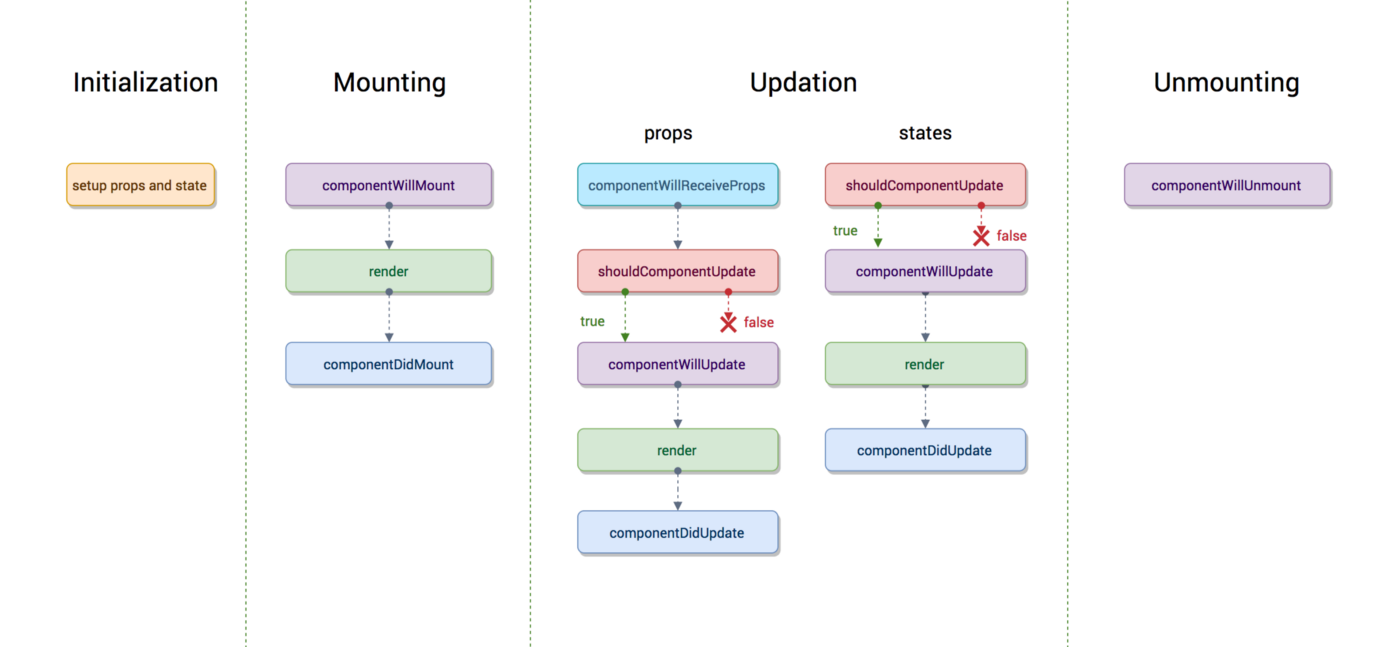 Initialization
setup props and state
Mounting
componentWillMount
render
componentDidMount
Updation
props
componentWillReceiveProps
shouldComponentUpdate
true
false
componentWillUpdate
render
componentDidUpdate
states
shouldComponentUpdate
true
false
componentWillUpdate
render
componentDidUpdate
Unmounting
componentWillUnmount